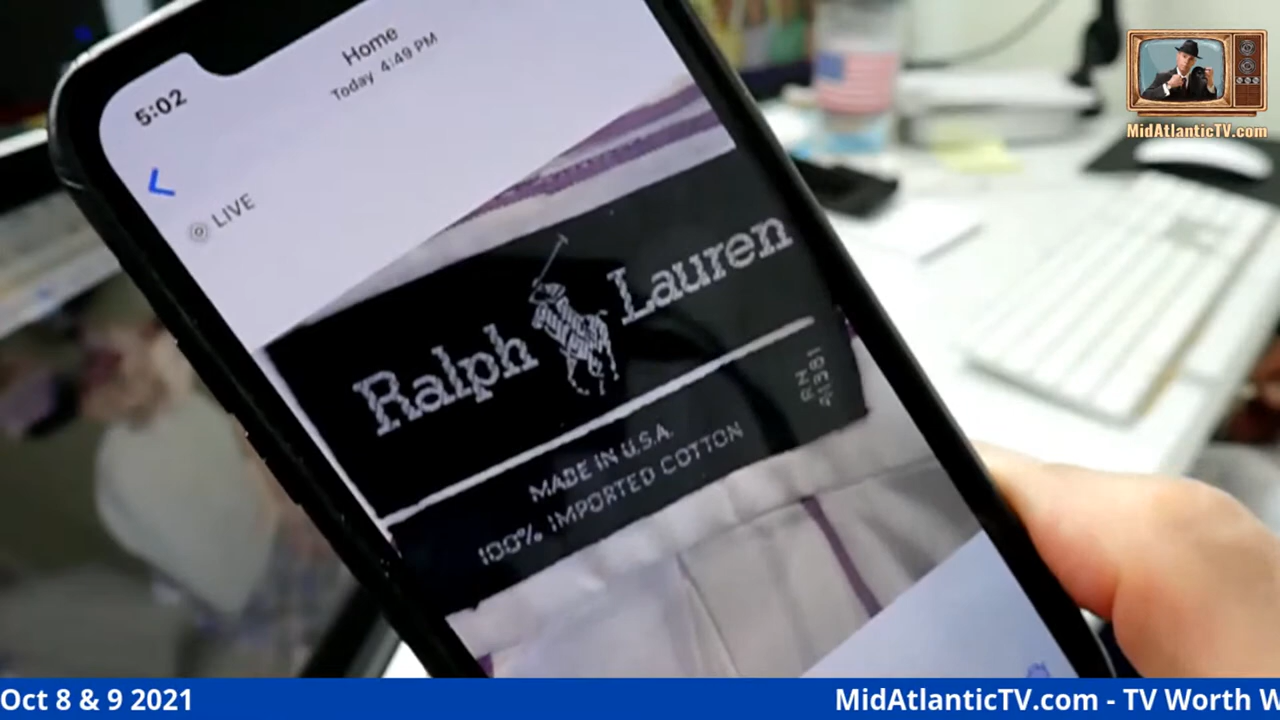 Home
Today 4:49 PM
5:02
LIVE
Ralph Lauren
MADE IN U.S.A.
100% IMPORTED COTTON
RN
41381
MidAtlanticTV.com
Oct 8 & 9 2021
MidAtlanticTV.com - TV Worth W